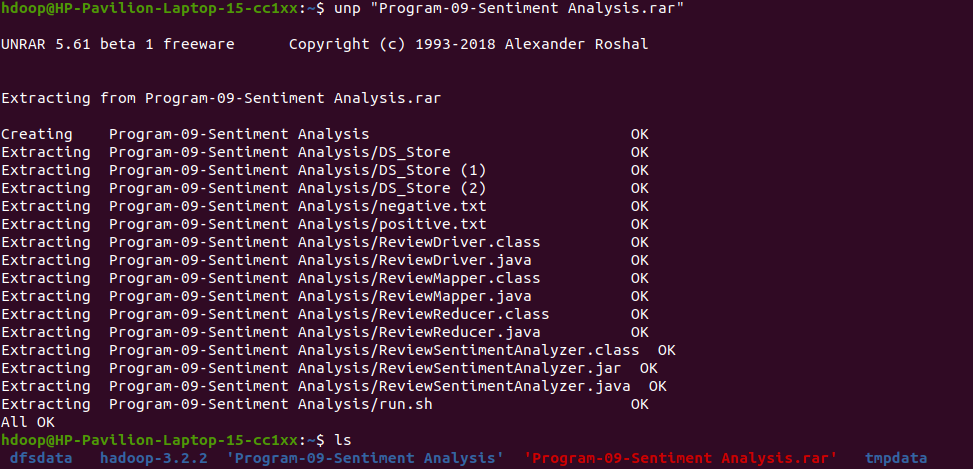 hdoop@HP-Pavilion-Laptop-15-cc1xx:~$ unp "Program-09-Sentiment Analysis.rar"
UNRAR 5.61 beta 1 freeware      Copyright (c) 1993-2018 Alexander Roshal
Extracting from Program-09-Sentiment Analysis.rar
Creating    Program-09-Sentiment Analysis                             OK
Extracting  Program-09-Sentiment Analysis/DS_Store                    OK
Extracting  Program-09-Sentiment Analysis/DS_Store (1)                OK
Extracting  Program-09-Sentiment Analysis/DS_Store (2)                OK
Extracting  Program-09-Sentiment Analysis/negative.txt                OK
Extracting  Program-09-Sentiment Analysis/positive.txt                OK
Extracting  Program-09-Sentiment Analysis/ReviewDriver.class          OK
Extracting  Program-09-Sentiment Analysis/ReviewDriver.java           OK
Extracting  Program-09-Sentiment Analysis/ReviewMapper.class          OK
Extracting  Program-09-Sentiment Analysis/ReviewMapper.java           OK
Extracting  Program-09-Sentiment Analysis/ReviewReducer.class         OK
Extracting  Program-09-Sentiment Analysis/ReviewReducer.java          OK
Extracting  Program-09-Sentiment Analysis/ReviewSentimentAnalyzer.class  OK
Extracting  Program-09-Sentiment Analysis/ReviewSentimentAnalyzer.jar  OK
Extracting  Program-09-Sentiment Analysis/ReviewSentimentAnalyzer.java  OK
Extracting  Program-09-Sentiment Analysis/run.sh                      OK
All OK
hdoop@HP-Pavilion-Laptop-15-cc1xx:~$ ls
dfsdata   hadoop-3.2.2  'Program-09-Sentiment Analysis'  'Program-09-Sentiment Analysis.rar'   tmpdata